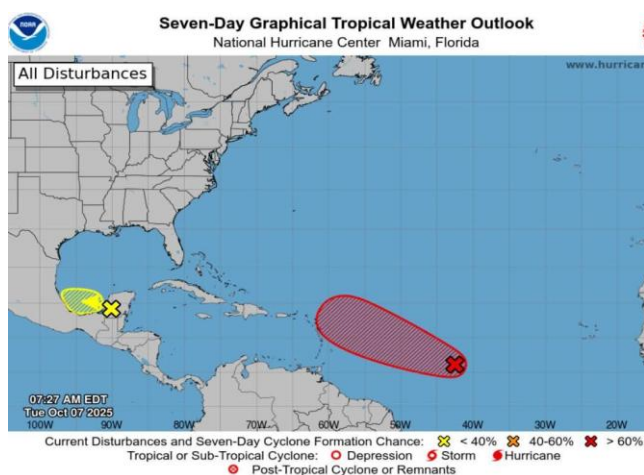 NOAA
Seven-Day Graphical Tropical Weather Outlook
National Hurricane Center Miami, Florida
All Disturbances
www.hurric
07:27 AM EDT
Tue Oct 07 2025
100W 90W 80W 70W 60W 50W 40W 30W 20W
Current Disturbances and Seven-Day Cyclone Formation Chance: < 40% 40-60% > 60%
Tropical or Sub-Tropical Cyclone: Depression Storm Hurricane
Post-Tropical Cyclone or Remnants